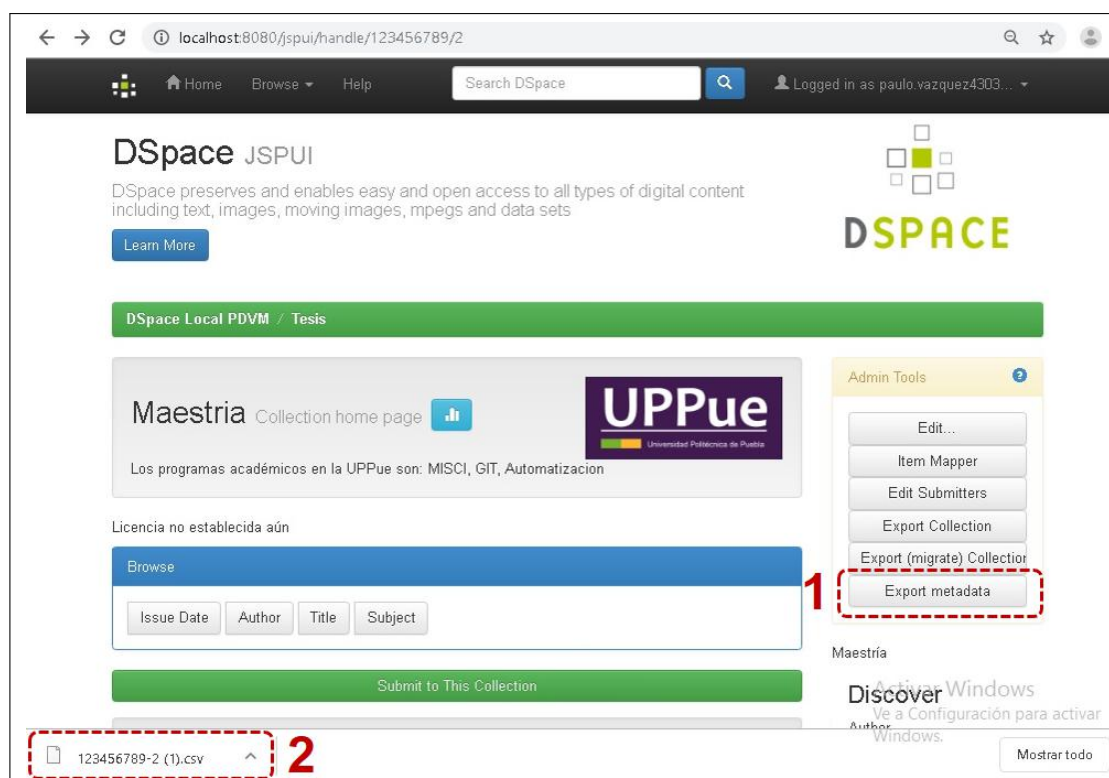 localhost:8080/jspui/handle/123456789/2
Home Browse Help Search DSpace Logged in as paulo.vazquez4303...
DSpace JSPUI
DSpace preserves and enables easy and open access to all types of digital content
including text, images, moving images, mpegs and data sets
Learn More
DSPACE
DSpace Local PDVM / Tesis
Maestria Collection home page
UPPue
Universidad Politécnica de Puebla
Los programas académicos en la UPPue son: MISCI, GIT, Automatizacion
Licencia no establecida aún
Browse
Issue Date Author Title Subject
Submit to This Collection
Admin Tools
Edit...
Item Mapper
Edit Submitters
Export Collection
Export (migrate) Collection
1 Export metadata
Maestría
Discover
Author
Activar Windows
Ve a Configuración para activar
Windows.
123456789-2 (1).csv 2 Mostrar todo